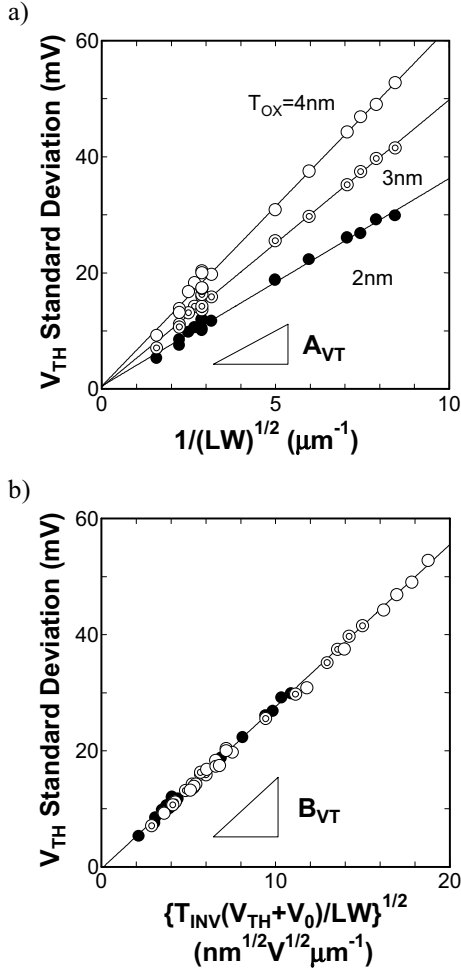 a)
60
40
20
0
V_TH Standard Deviation (mV)
T_OX=4nm
3nm
2nm
A_VT
0 5 10
1/(LW)^1/2 (μm^-1)
b)
60
40
20
0
V_TH Standard Deviation (mV)
B_VT
0 10 20
{T_INV(V_TH+V_0)/LW}^1/2
(nm^1/2V^1/2μm^-1)